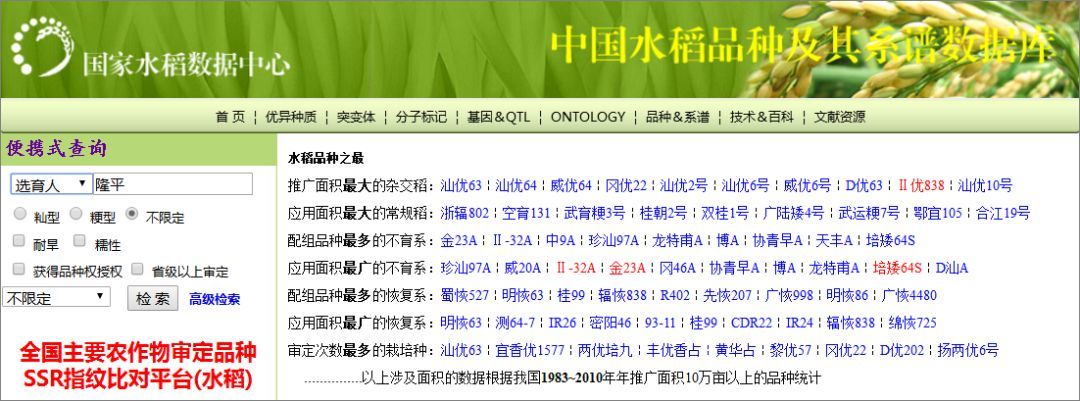 国家水稻数据中心
中国水稻品种及其系谱数据库
首 页 ¦ 优异种质 ¦ 突变体 ¦ 分子标记 ¦ 基因&QTL ¦ ONTOLOGY ¦ 品种&系谱 ¦ 技术&百科 ¦ 文献资源
便携式查询
选育人 隆平
籼型 粳型 不限定
耐旱 糯性
获得品种权授权 省级以上审定
不限定 检 索 高级检索
全国主要农作物审定品种
SSR指纹比对平台(水稻)
水稻品种之最
推广面积最大的杂交稻：汕优63 ¦ 汕优64 ¦ 威优64 ¦ 冈优22 ¦ 汕优2号 ¦ 汕优6号 ¦ 威优6号 ¦ D优63 ¦ Ⅱ优838 ¦ 汕优10号
应用面积最大的常规稻：浙辐802 ¦ 空育131 ¦ 武育粳3号 ¦ 桂朝2号 ¦ 双桂1号 ¦ 广陆矮4号 ¦ 武运粳7号 ¦ 鄂宜105 ¦ 合江19号
配组品种最多的不育系：金23A ¦ Ⅱ-32A ¦ 中9A ¦ 珍汕97A ¦ 龙特甫A ¦ 博A ¦ 协青早A ¦ 天丰A ¦ 培矮64S
应用面积最广的不育系：珍汕97A ¦ 威20A ¦ Ⅱ-32A ¦ 金23A ¦ 冈46A ¦ 协青早A ¦ 博A ¦ 龙特甫A ¦ 培矮64S ¦ D汕A
配组品种最多的恢复系：蜀恢527 ¦ 明恢63 ¦ 桂99 ¦ 辐恢838 ¦ R402 ¦ 先恢207 ¦ 广恢998 ¦ 明恢86 ¦ 广恢4480
应用面积最广的恢复系：明恢63 ¦ 测64-7 ¦ IR26 ¦ 密阳46 ¦ 93-11 ¦ 桂99 ¦ CDR22 ¦ IR24 ¦ 辐恢838 ¦ 绵恢725
审定次数最多的栽培种：汕优63 ¦ 宜香优1577 ¦ 两优培九 ¦ 丰优香占 ¦ 黄华占 ¦ 黎优57 ¦ 冈优22 ¦ D优202 ¦ 扬两优6号
...............以上涉及面积的数据根据我国1983~2010年年推广面积10万亩以上的品种统计